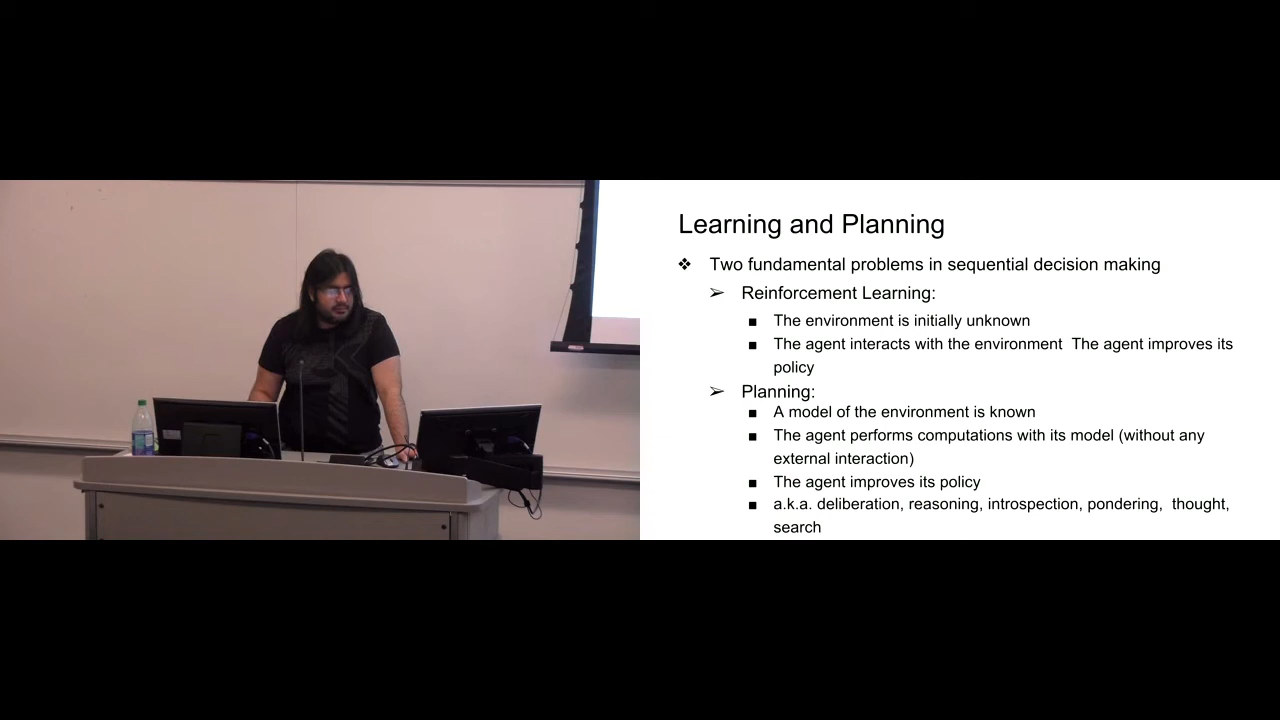 Learning and Planning
❖ Two fundamental problems in sequential decision making
➢ Reinforcement Learning:
■ The environment is initially unknown
■ The agent interacts with the environment  The agent improves its
policy
➢ Planning:
■ A model of the environment is known
■ The agent performs computations with its model (without any
external interaction)
■ The agent improves its policy
■ a.k.a. deliberation, reasoning, introspection, pondering,  thought,
search